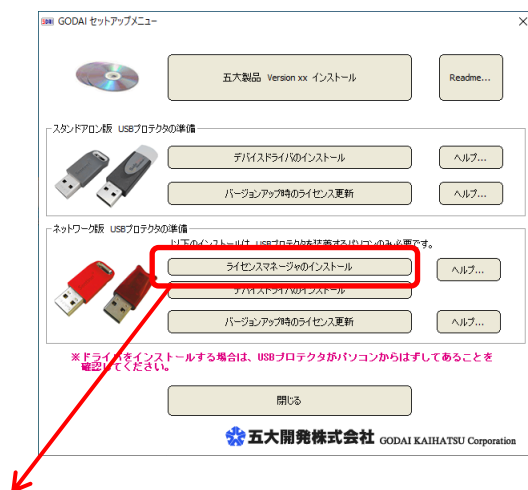 GODAI セットアップメニュー
五大製品 Version xx インストール
Readme...
スタンドアロン版 USBプロテクタの準備
デバイスドライバのインストール
ヘルプ...
バージョンアップ時のライセンス更新
ヘルプ...
ネットワーク版 USBプロテクタの準備
以下のインストールは、USBプロテクタを装着するパソコンのみ必要です。
ライセンスマネージャのインストール
ヘルプ...
デバイスドライバのインストール
バージョンアップ時のライセンス更新
ヘルプ...
※ドライバをインストールする場合は、USBプロテクタがパソコンからはずしてあることを
確認してください。
閉じる
五大開発株式会社 GODAI KAIHATSU Corporation